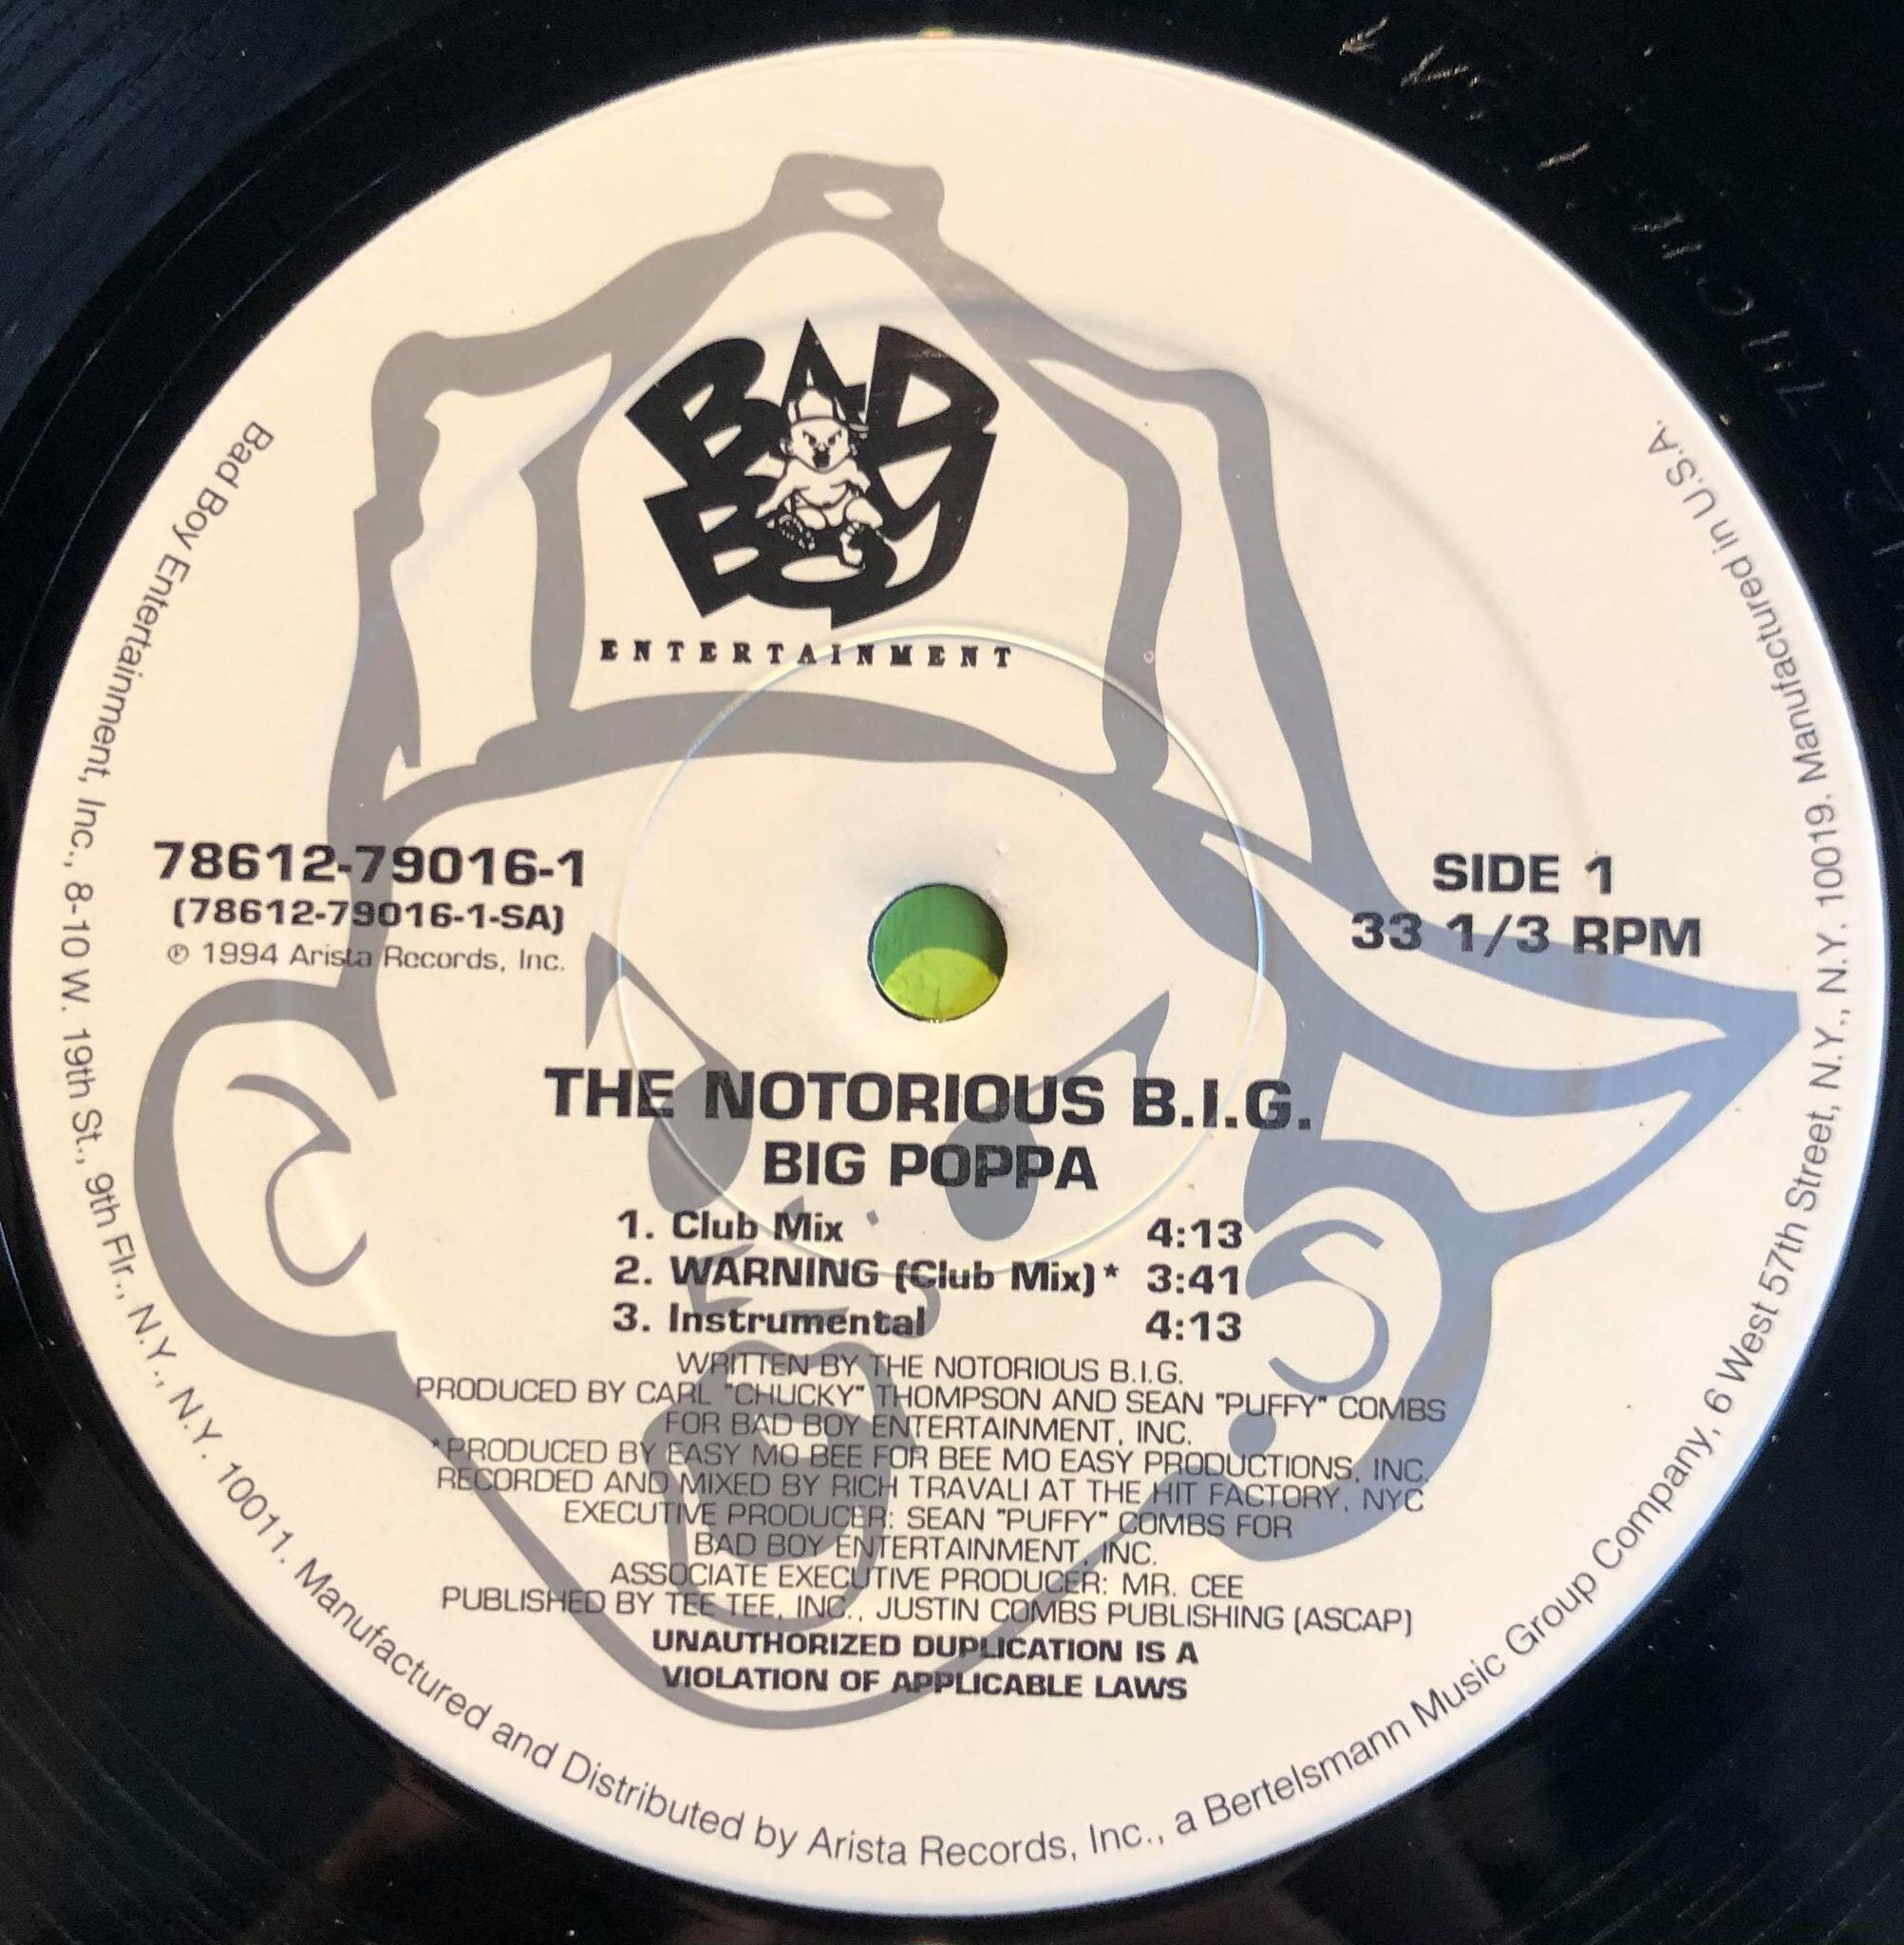 BAD
BOY
ENTERTAINMENT
78612-79016-1
(78612-79016-1-SA)
℗ 1994 Arista Records, Inc.
SIDE 1
33 1/3 RPM
THE NOTORIOUS B.I.G.
BIG POPPA
1. Club Mix 4:13
2. WARNING (Club Mix)* 3:41
3. Instrumental 4:13
WRITTEN BY THE NOTORIOUS B.I.G.
PRODUCED BY CARL "CHUCKY" THOMPSON AND SEAN "PUFFY" COMBS
FOR BAD BOY ENTERTAINMENT, INC.
*PRODUCED BY EASY MO BEE FOR BEE MO EASY PRODUCTIONS, INC.
RECORDED AND MIXED BY RICH TRAVALI AT THE HIT FACTORY, NYC
EXECUTIVE PRODUCER: SEAN "PUFFY" COMBS FOR
BAD BOY ENTERTAINMENT, INC.
ASSOCIATE EXECUTIVE PRODUCER: MR. CEE
PUBLISHED BY TEE TEE, INC., JUSTIN COMBS PUBLISHING (ASCAP)
UNAUTHORIZED DUPLICATION IS A
VIOLATION OF APPLICABLE LAWS
Bad Boy Entertainment, Inc., 8-10 W. 19th St., 9th Flr., N.Y., N.Y. 10011. Manufactured and Distributed by Arista Records, Inc., a Bertelsmann Music Group Company, 6 West 57th Street, N.Y., N.Y. 10019. Manufactured in U.S.A.